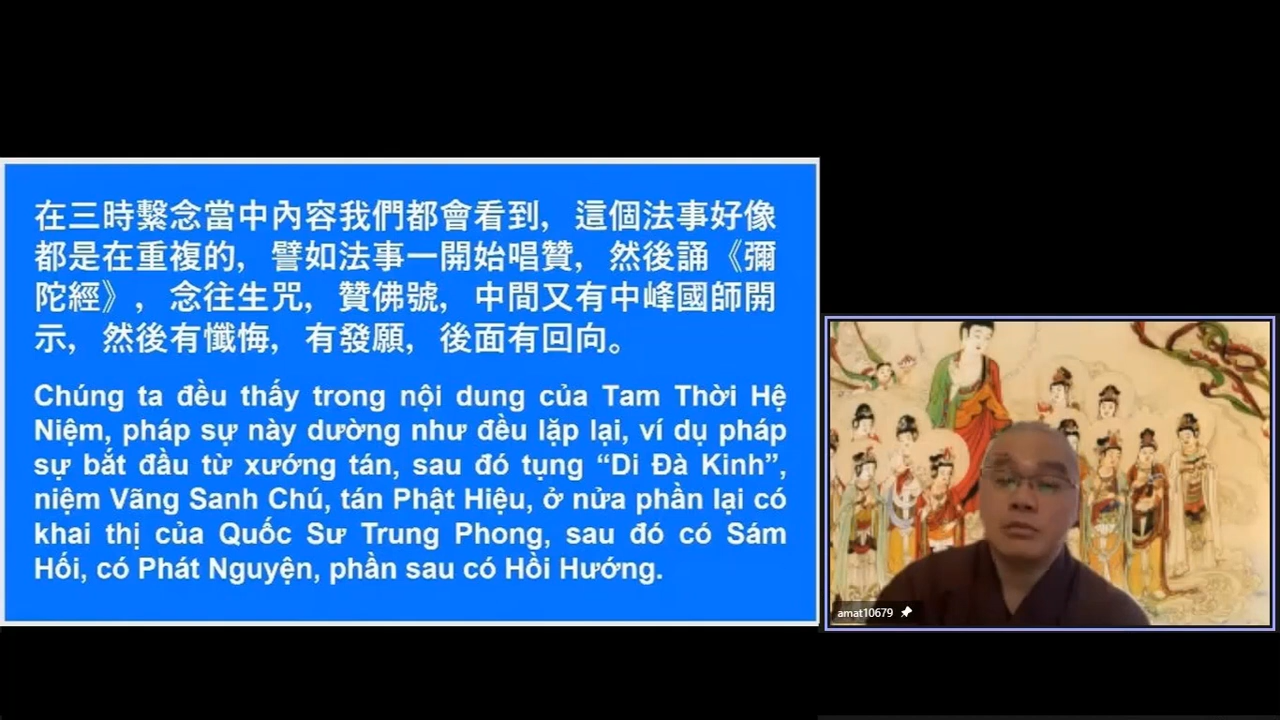 在三時繫念當中內容我們都會看到，這個法事好像
都是在重複的，譬如法事一開始唱赞，然後誦《彌
陀經》，念往生咒，贊佛號，中間又有中峰國師開
示，然後有懺悔，有發願，後面有回向。
Chúng ta đều thấy trong nội dung của Tam Thời Hệ
Niệm, pháp sự này dường như đều lặp lại, ví dụ pháp
sự bắt đầu từ xướng tán, sau đó tụng “Di Đà Kinh”,
niệm Vãng Sanh Chú, tán Phật Hiệu, ở nửa phần lại có
khai thị của Quốc Sư Trung Phong, sau đó có Sám
Hối, có Phát Nguyện, phần sau có Hồi Hướng.
amat10679